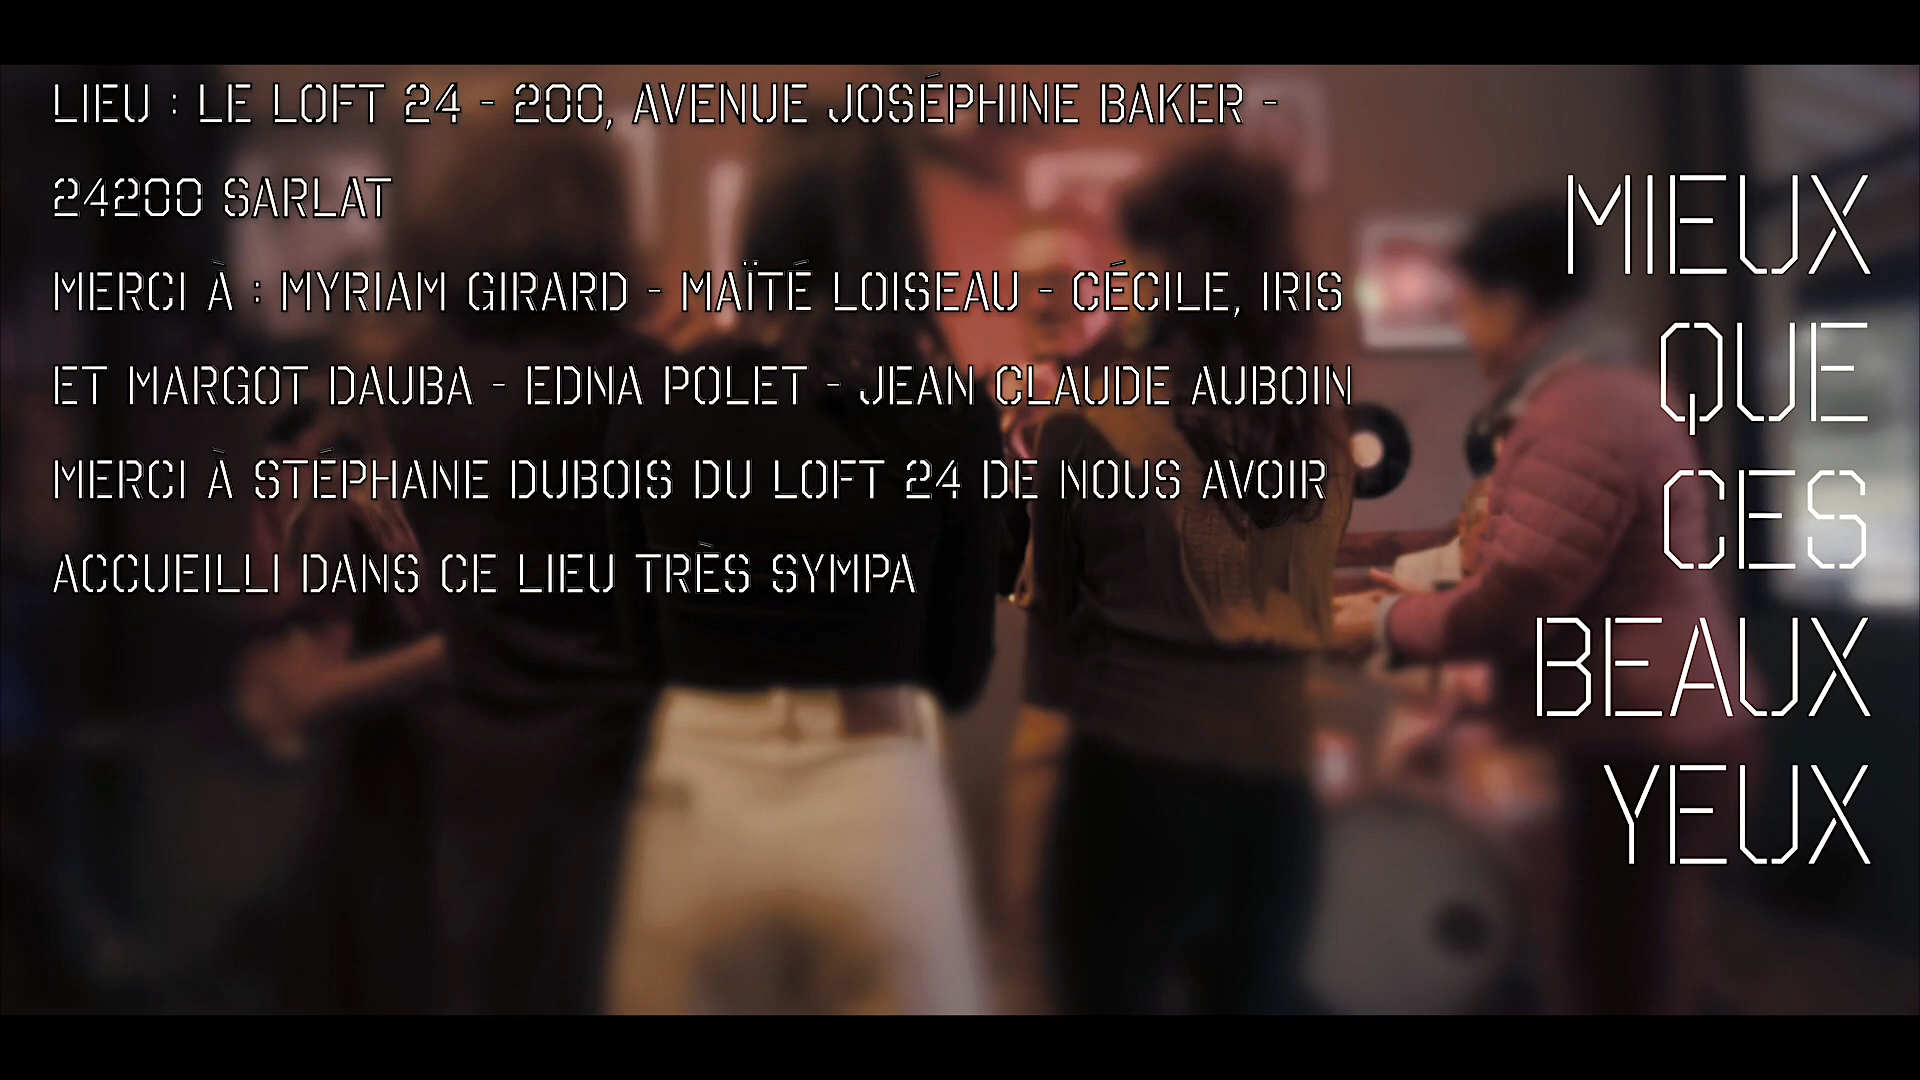 LIEU : LE LOFT 24 - 200, AVENUE JOSÉPHINE BAKER -
24200 SARLAT
MERCI À : MYRIAM GIRARD - MAÏTÉ LOISEAU - CÉCILE, IRIS
ET MARGOT DAUBA - EDNA POLET - JEAN CLAUDE AUBOIN
MERCI À STÉPHANE DUBOIS DU LOFT 24 DE NOUS AVOIR
ACCUEILLI DANS CE LIEU TRÈS SYMPA
MIEUX
QUE
CES
BEAUX
YEUX